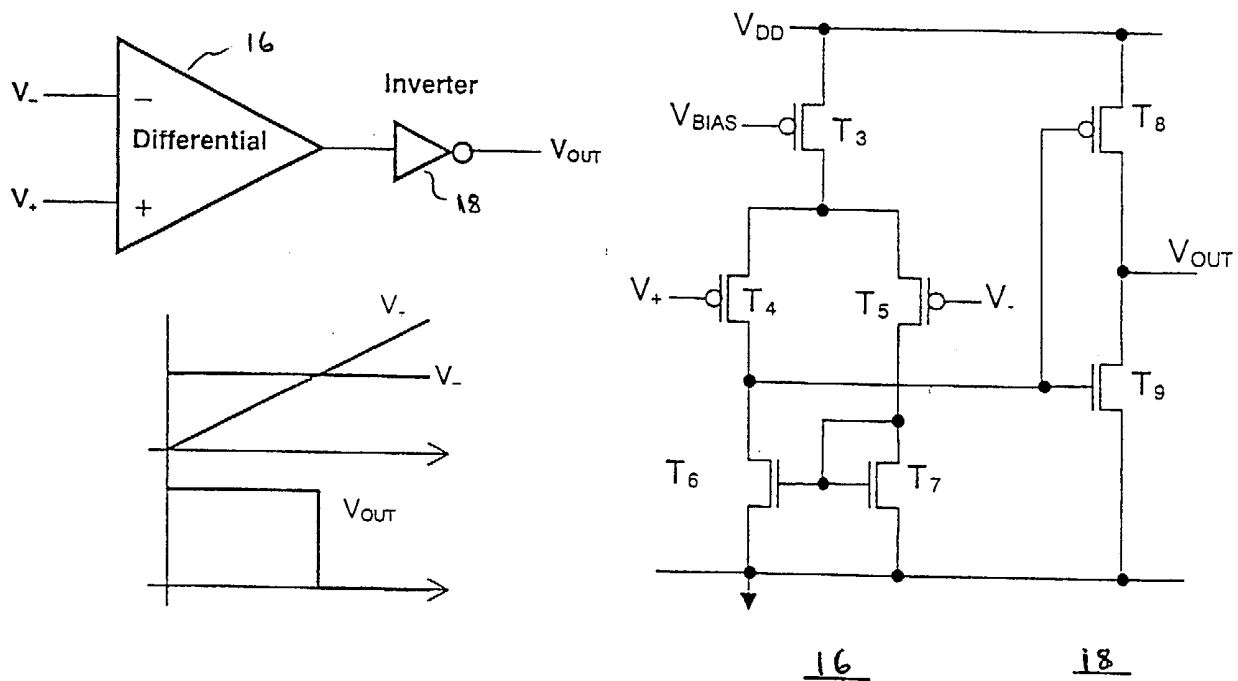 16
V₋
−
Differential
V₊
+
Inverter
V_OUT
18
V₋
V₋
V_OUT
V_DD
V_BIAS
T₃
T₈
V₊
T₄
T₅
V₋
V_OUT
T₉
T₆
T₇
16
18